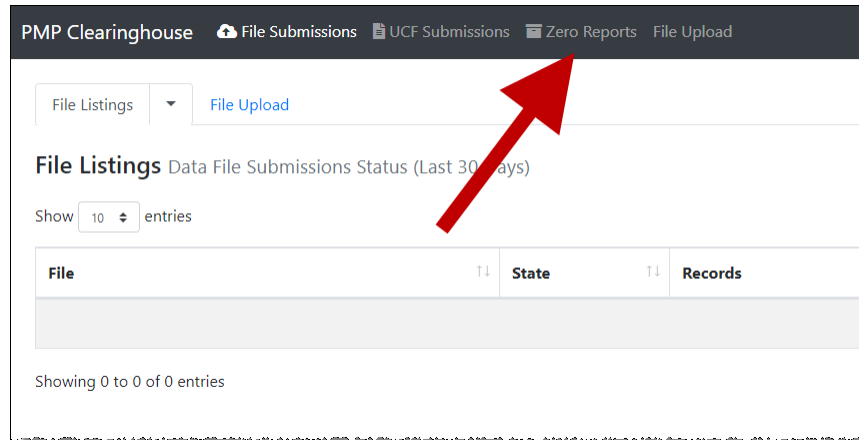 PMP Clearinghouse File Submissions UCF Submissions Zero Reports File Upload
File Listings File Upload
File Listings Data File Submissions Status (Last 30 Days)
Show 10 entries
File State Records
Showing 0 to 0 of 0 entries